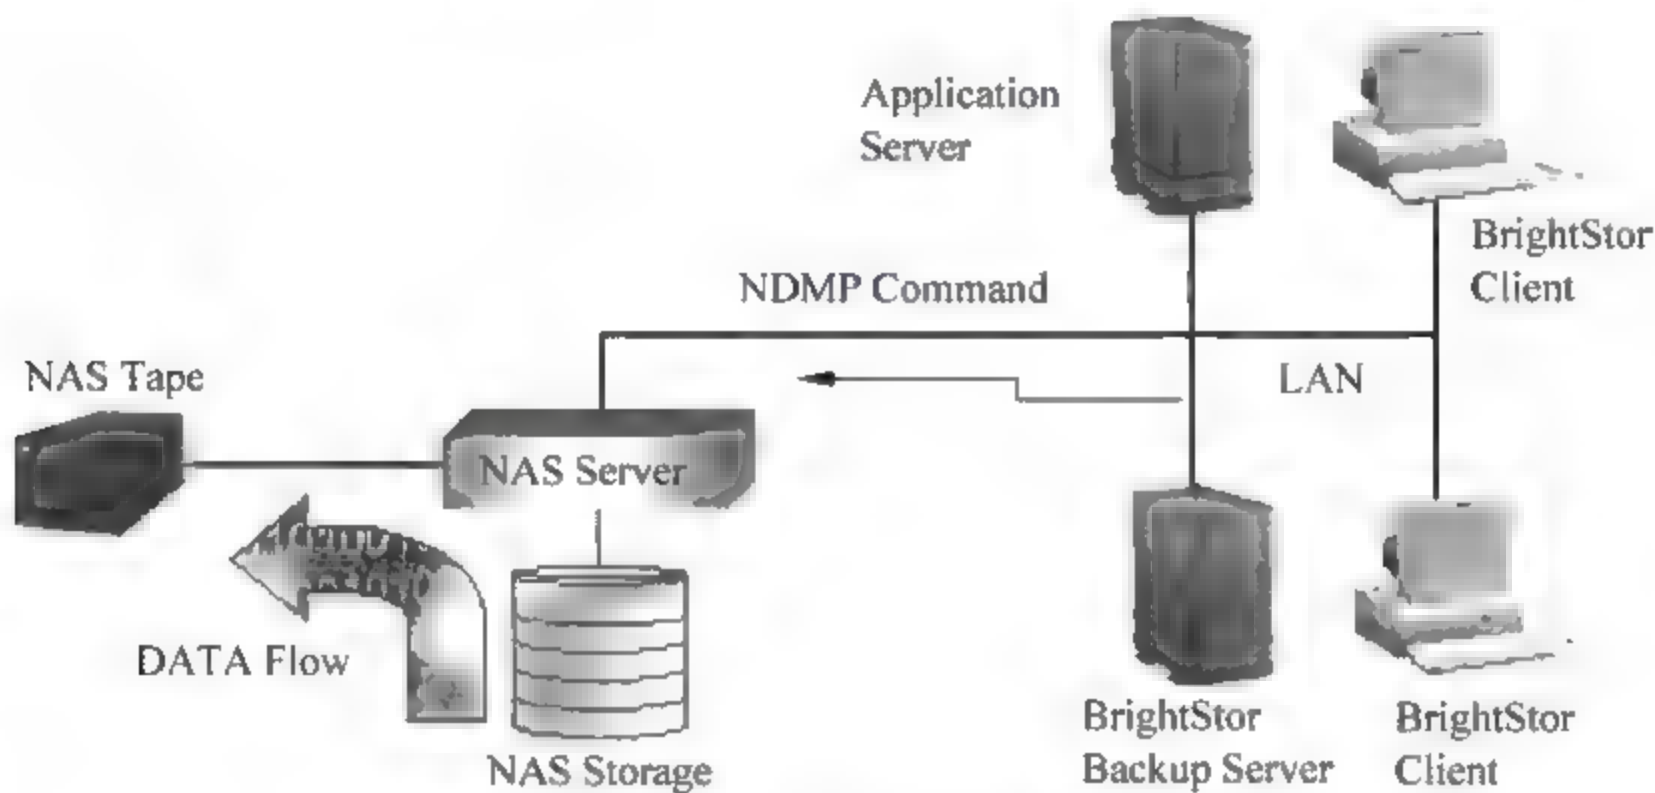 Application
Server
BrightStor
Client
NDMP Command
LAN
NAS Tape
NAS Server
DATA Flow
NAS Storage
BrightStor
Backup Server
BrightStor
Client